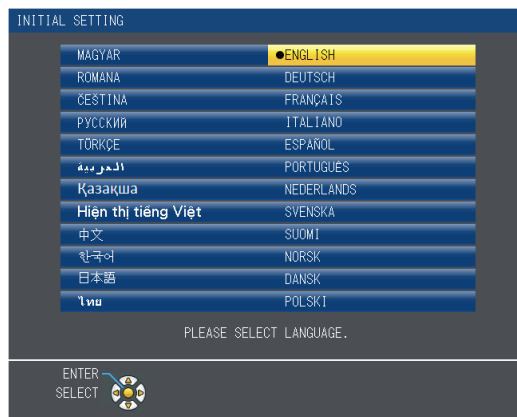 INITIAL SETTING
MAGYAR ●ENGLISH
ROMANA DEUTSCH
ČEŠTINA FRANÇAIS
РУССКИЙ ITALIANO
TÜRKÇE ESPAÑOL
العربية PORTUGUÊS
Қазақша NEDERLANDS
Hiện thị tiếng Việt SVENSKA
中文 SUOMI
한국어 NORSK
日本語 DANSK
ไทย POLSKI
PLEASE SELECT LANGUAGE.
ENTER
SELECT